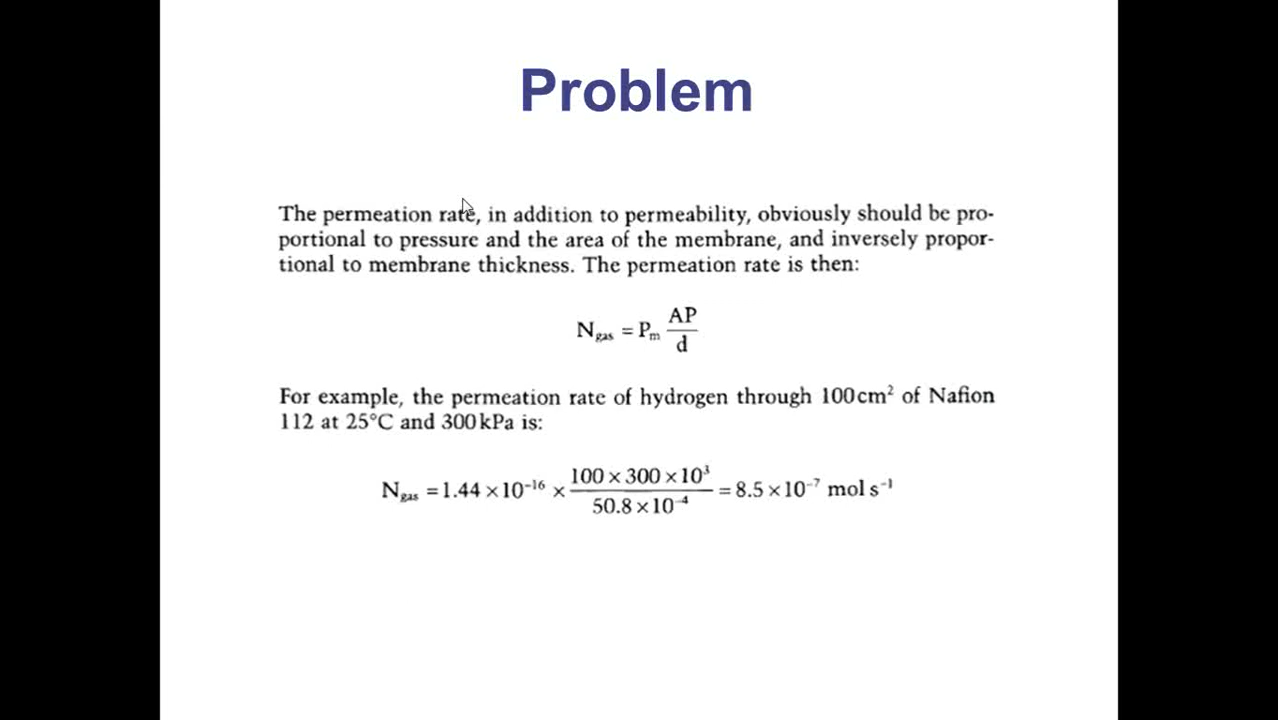 Problem
The permeation rate, in addition to permeability, obviously should be pro-
portional to pressure and the area of the membrane, and inversely propor-
tional to membrane thickness. The permeation rate is then:
N_gas = P_m AP/d
For example, the permeation rate of hydrogen through 100 cm² of Nafion
112 at 25°C and 300 kPa is:
N_gas = 1.44 × 10⁻¹⁶ × (100 × 300 × 10³)/(50.8 × 10⁻⁴) = 8.5 × 10⁻⁷ mol s⁻¹